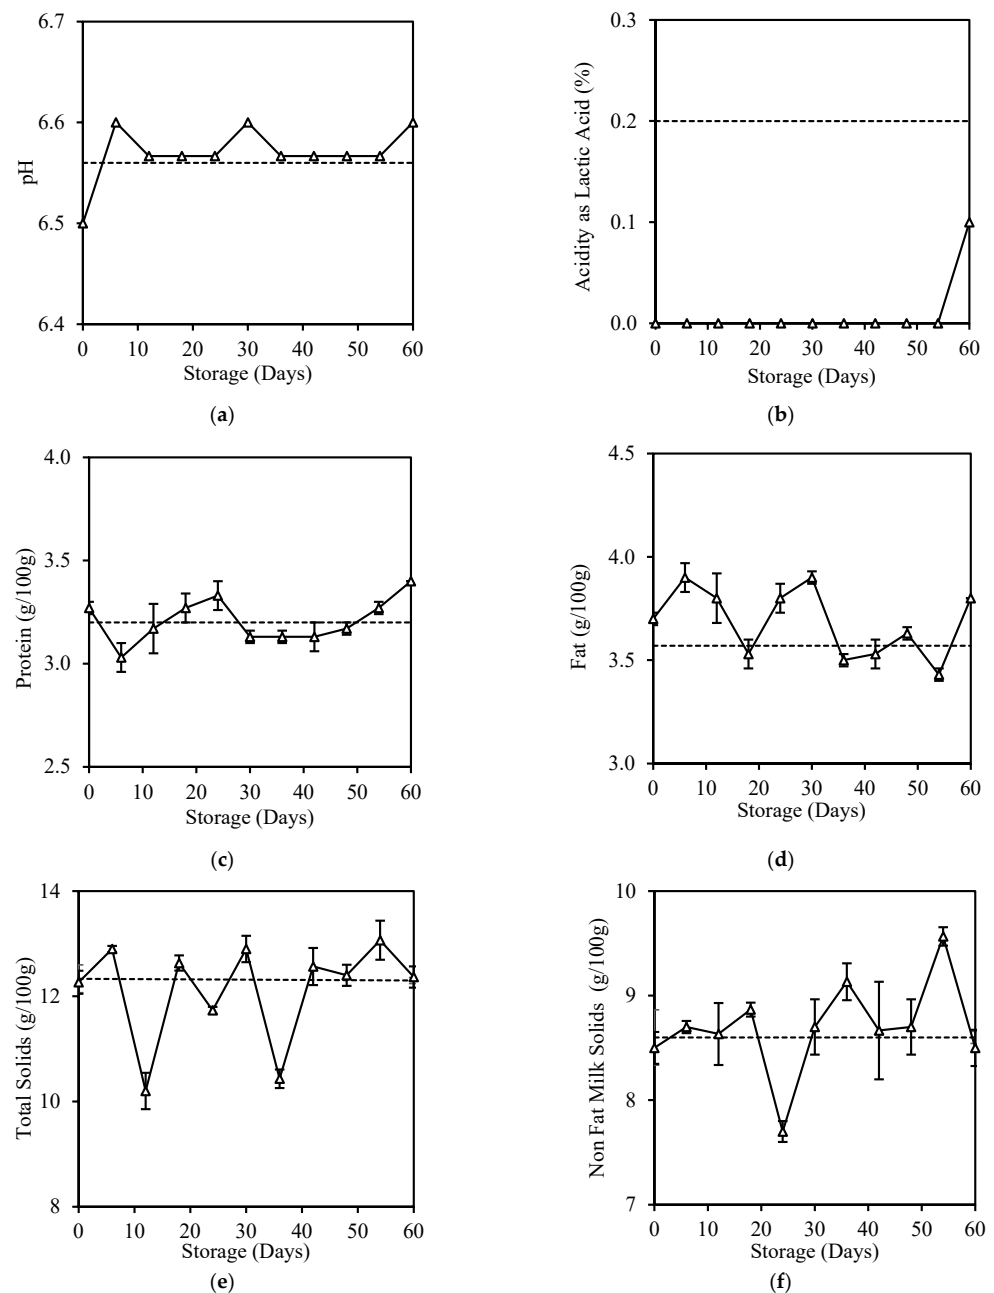 6.7
6.6
6.5
6.4
pH
0 10 20 30 40 50 60
Storage (Days)
(a)
0.3
0.2
0.1
0.0
Acidity as Lactic Acid (%)
0 10 20 30 40 50 60
Storage (Days)
(b)
4.0
3.5
3.0
2.5
Protein (g/100g)
0 10 20 30 40 50 60
Storage (Days)
(c)
4.5
4.0
3.5
3.0
Fat (g/100g)
0 10 20 30 40 50 60
Storage (Days)
(d)
14
12
10
8
Total Solids (g/100g)
0 10 20 30 40 50 60
Storage (Days)
(e)
10
9
8
7
Non Fat Milk Solids (g/100g)
0 10 20 30 40 50 60
Storage (Days)
(f)